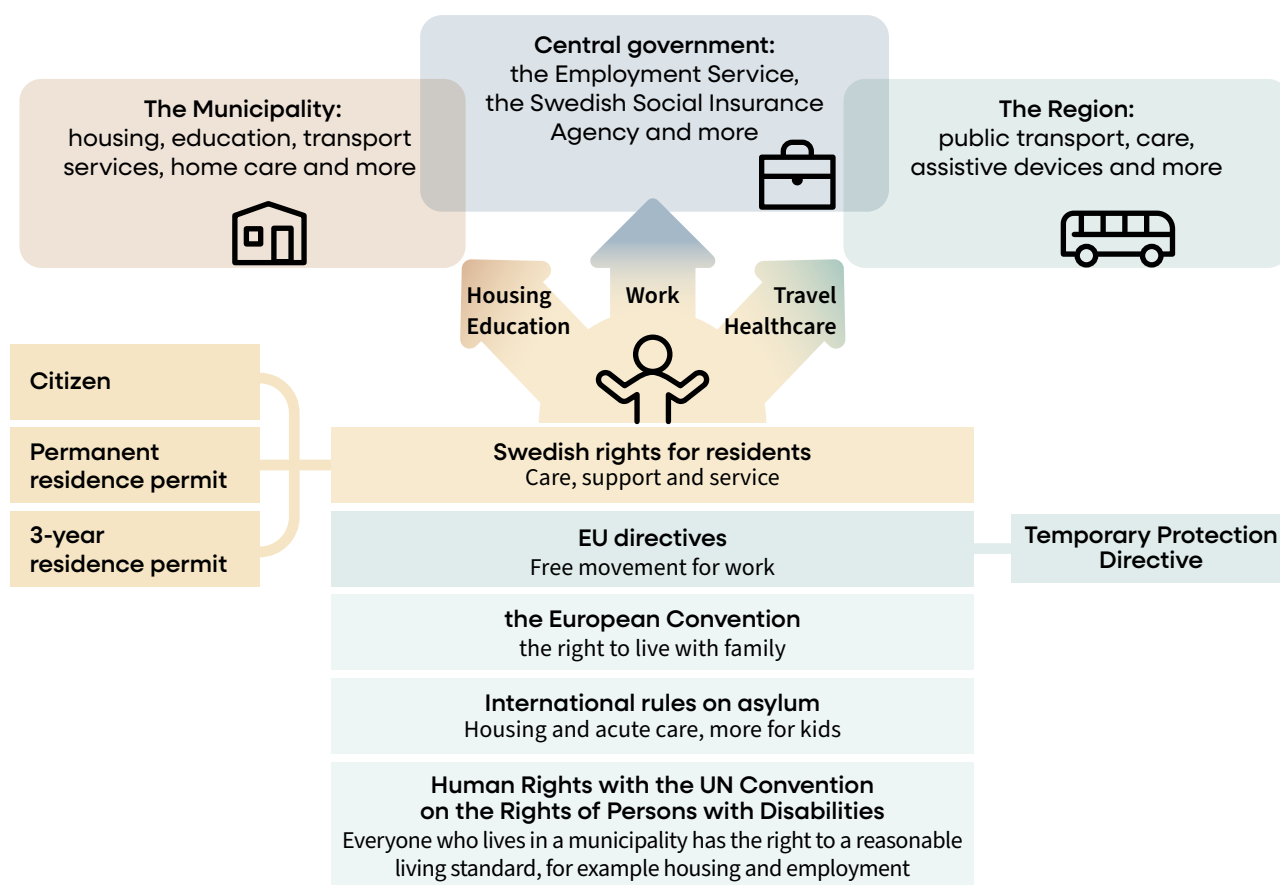 Central government:
the Employment Service,
the Swedish Social Insurance
Agency and more
The Municipality:
housing, education, transport
services, home care and more
The Region:
public transport, care,
assistive devices and more
Housing
Education
Work
Travel
Healthcare
Citizen
Permanent
residence permit
3-year
residence permit
Swedish rights for residents
Care, support and service
EU directives
Free movement for work
Temporary Protection
Directive
the European Convention
the right to live with family
International rules on asylum
Housing and acute care, more for kids
Human Rights with the UN Convention
on the Rights of Persons with Disabilities
Everyone who lives in a municipality has the right to a reasonable
living standard, for example housing and employment